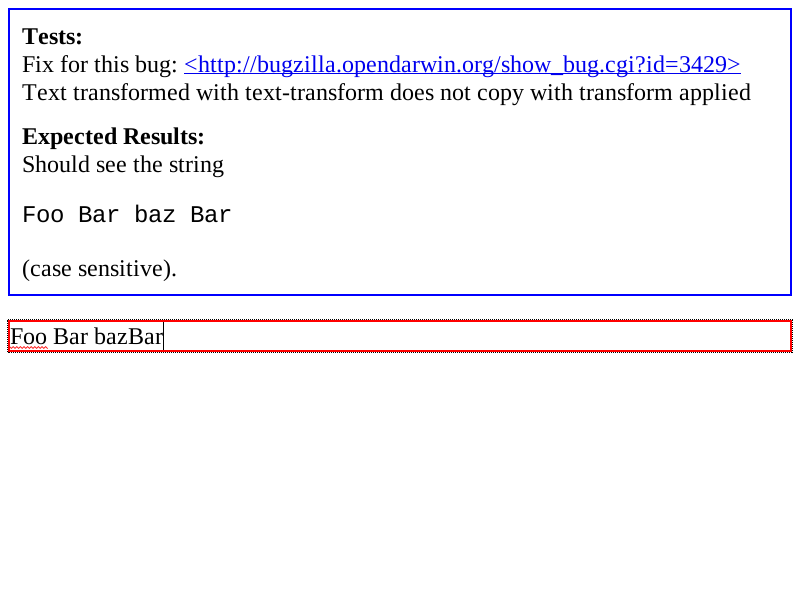 Tests:
Fix for this bug: <http://bugzilla.opendarwin.org/show_bug.cgi?id=3429>
Text transformed with text-transform does not copy with transform applied
Expected Results:
Should see the string
Foo Bar baz Bar
(case sensitive).
Foo Bar bazBar